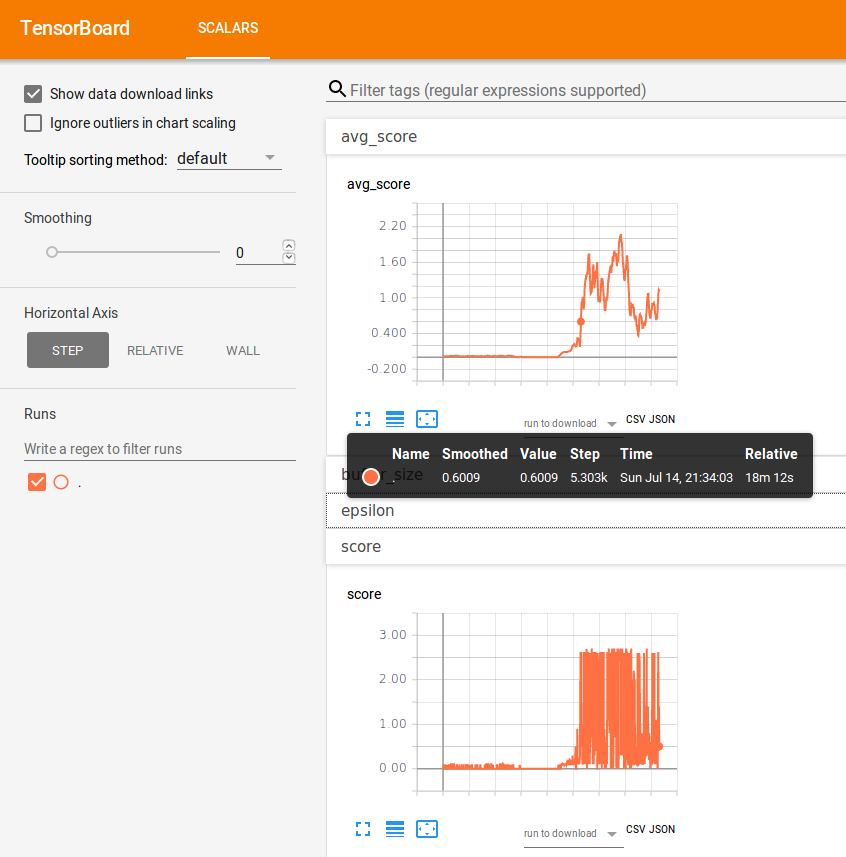 TensorBoard SCALARS
Show data download links
Ignore outliers in chart scaling
Tooltip sorting method: default
Smoothing
0
Horizontal Axis
STEP RELATIVE WALL
Runs
Write a regex to filter runs
.
Filter tags (regular expressions supported)
avg_score
avg_score
2.20
1.60
1.00
0.400
-0.200
run to download CSV JSON
Name Smoothed Value Step Time Relative
. 0.6009 0.6009 5.303k Sun Jul 14, 21:34:03 18m 12s
buffer_size
epsilon
score
score
3.00
2.00
1.00
0.00
run to download CSV JSON